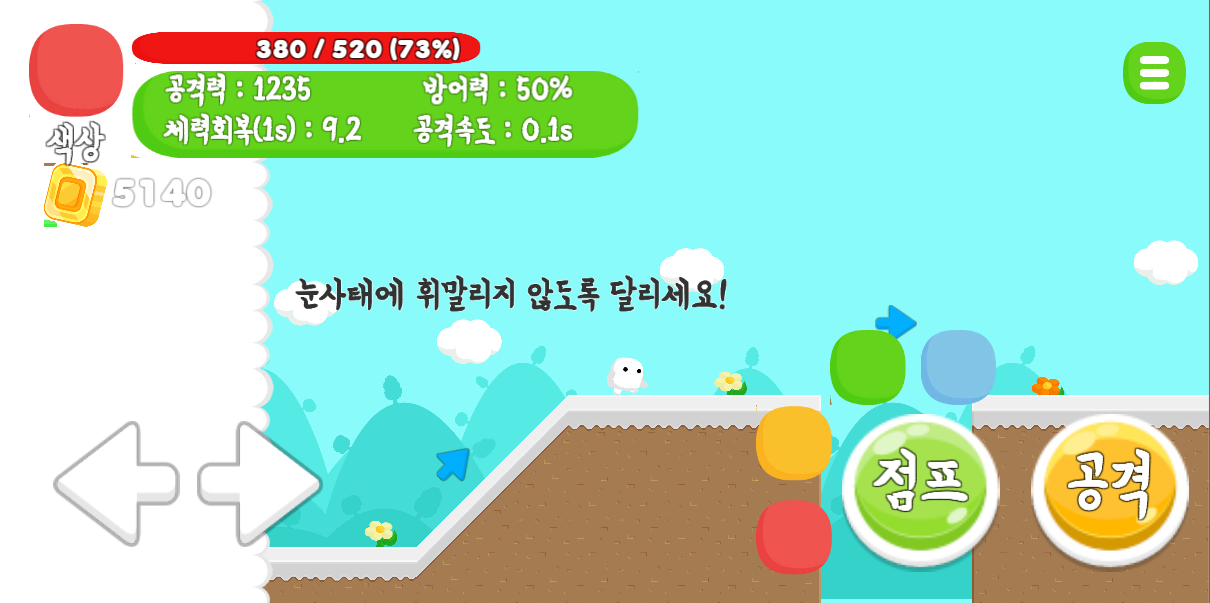 380 / 520 (73%)
공격력 : 1235 방어력 : 50%
체력회복(1s) : 9.2 공격속도 : 0.1s
색상
5140
눈사태에 휘말리지 않도록 달리세요!
점프 공격